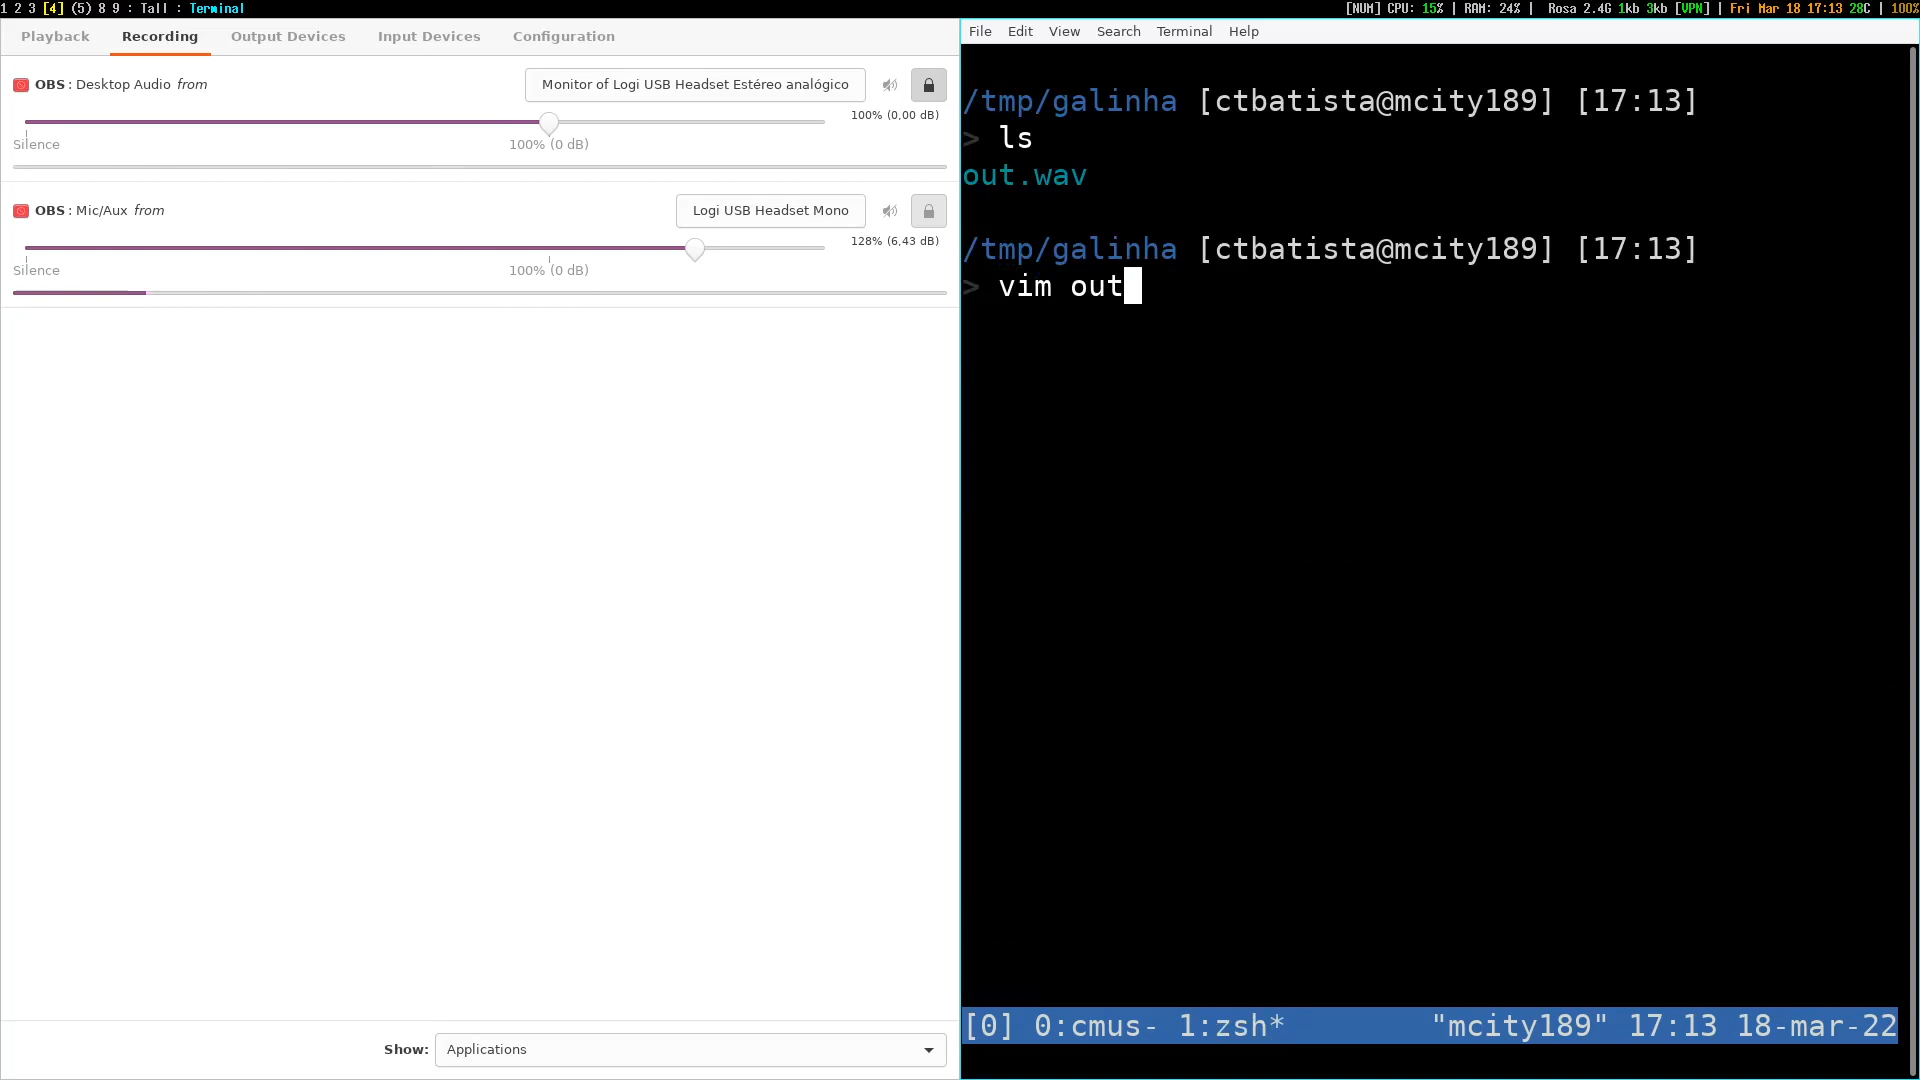 1 2 3 [4] (5) 8 9 : Tall : Terminal
[NUM] CPU: 15% | RAM: 24% | Rosa 2.4G 1kb 3kb [VPN] | Fri Mar 18 17:13 28C | 100%
Playback Recording Output Devices Input Devices Configuration
OBS : Desktop Audio from
Monitor of Logi USB Headset Estéreo analógico
100% (0,00 dB)
Silence
100% (0 dB)
OBS : Mic/Aux from
Logi USB Headset Mono
128% (6,43 dB)
Silence
100% (0 dB)
Show: Applications
File Edit View Search Terminal Help
/tmp/galinha [ctbatista@mcity189] [17:13]
> ls
out.wav
/tmp/galinha [ctbatista@mcity189] [17:13]
> vim out
[0] 0:cmus- 1:zsh* "mcity189" 17:13 18-mar-22